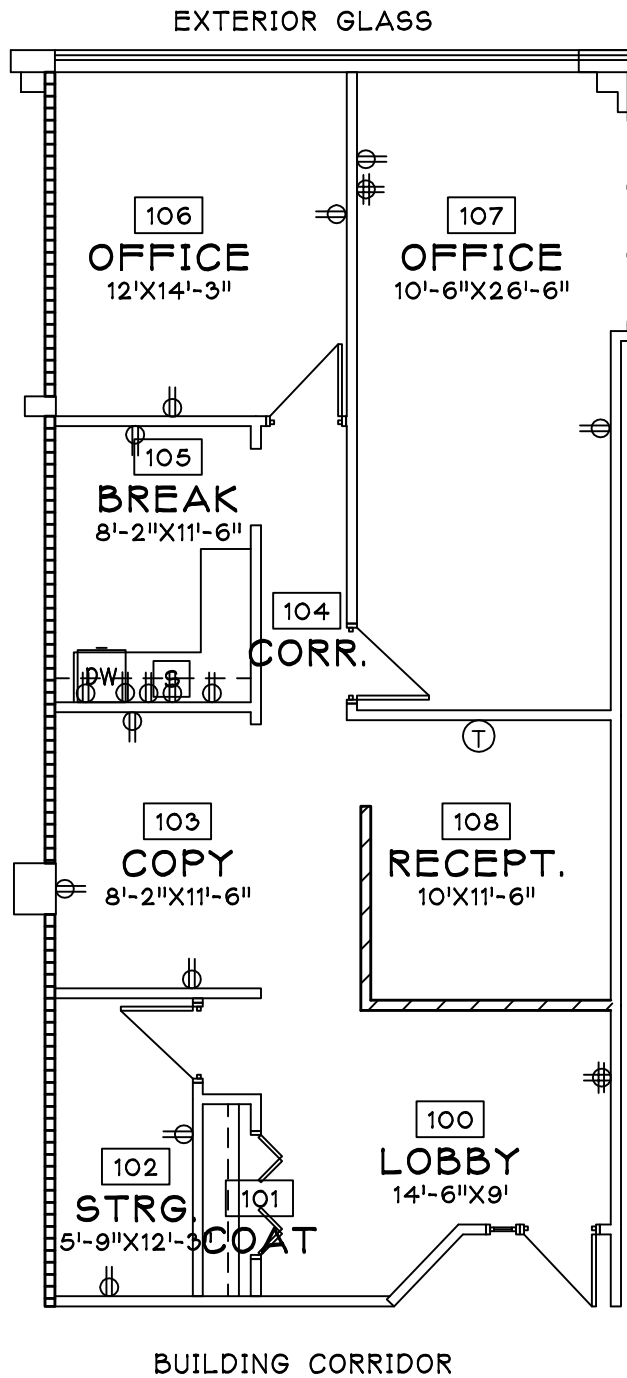 EXTERIOR GLASS
106
OFFICE
12'X14'-3"
107
OFFICE
10'-6"X26'-6"
105
BREAK
8'-2"X11'-6"
104
CORR.
DW
S
T
103
COPY
8'-2"X11'-6"
108
RECEPT.
10'X11'-6"
100
LOBBY
14'-6"X9'
102
STRG.
5'-9"X12'-3"
101
COAT
BUILDING CORRIDOR